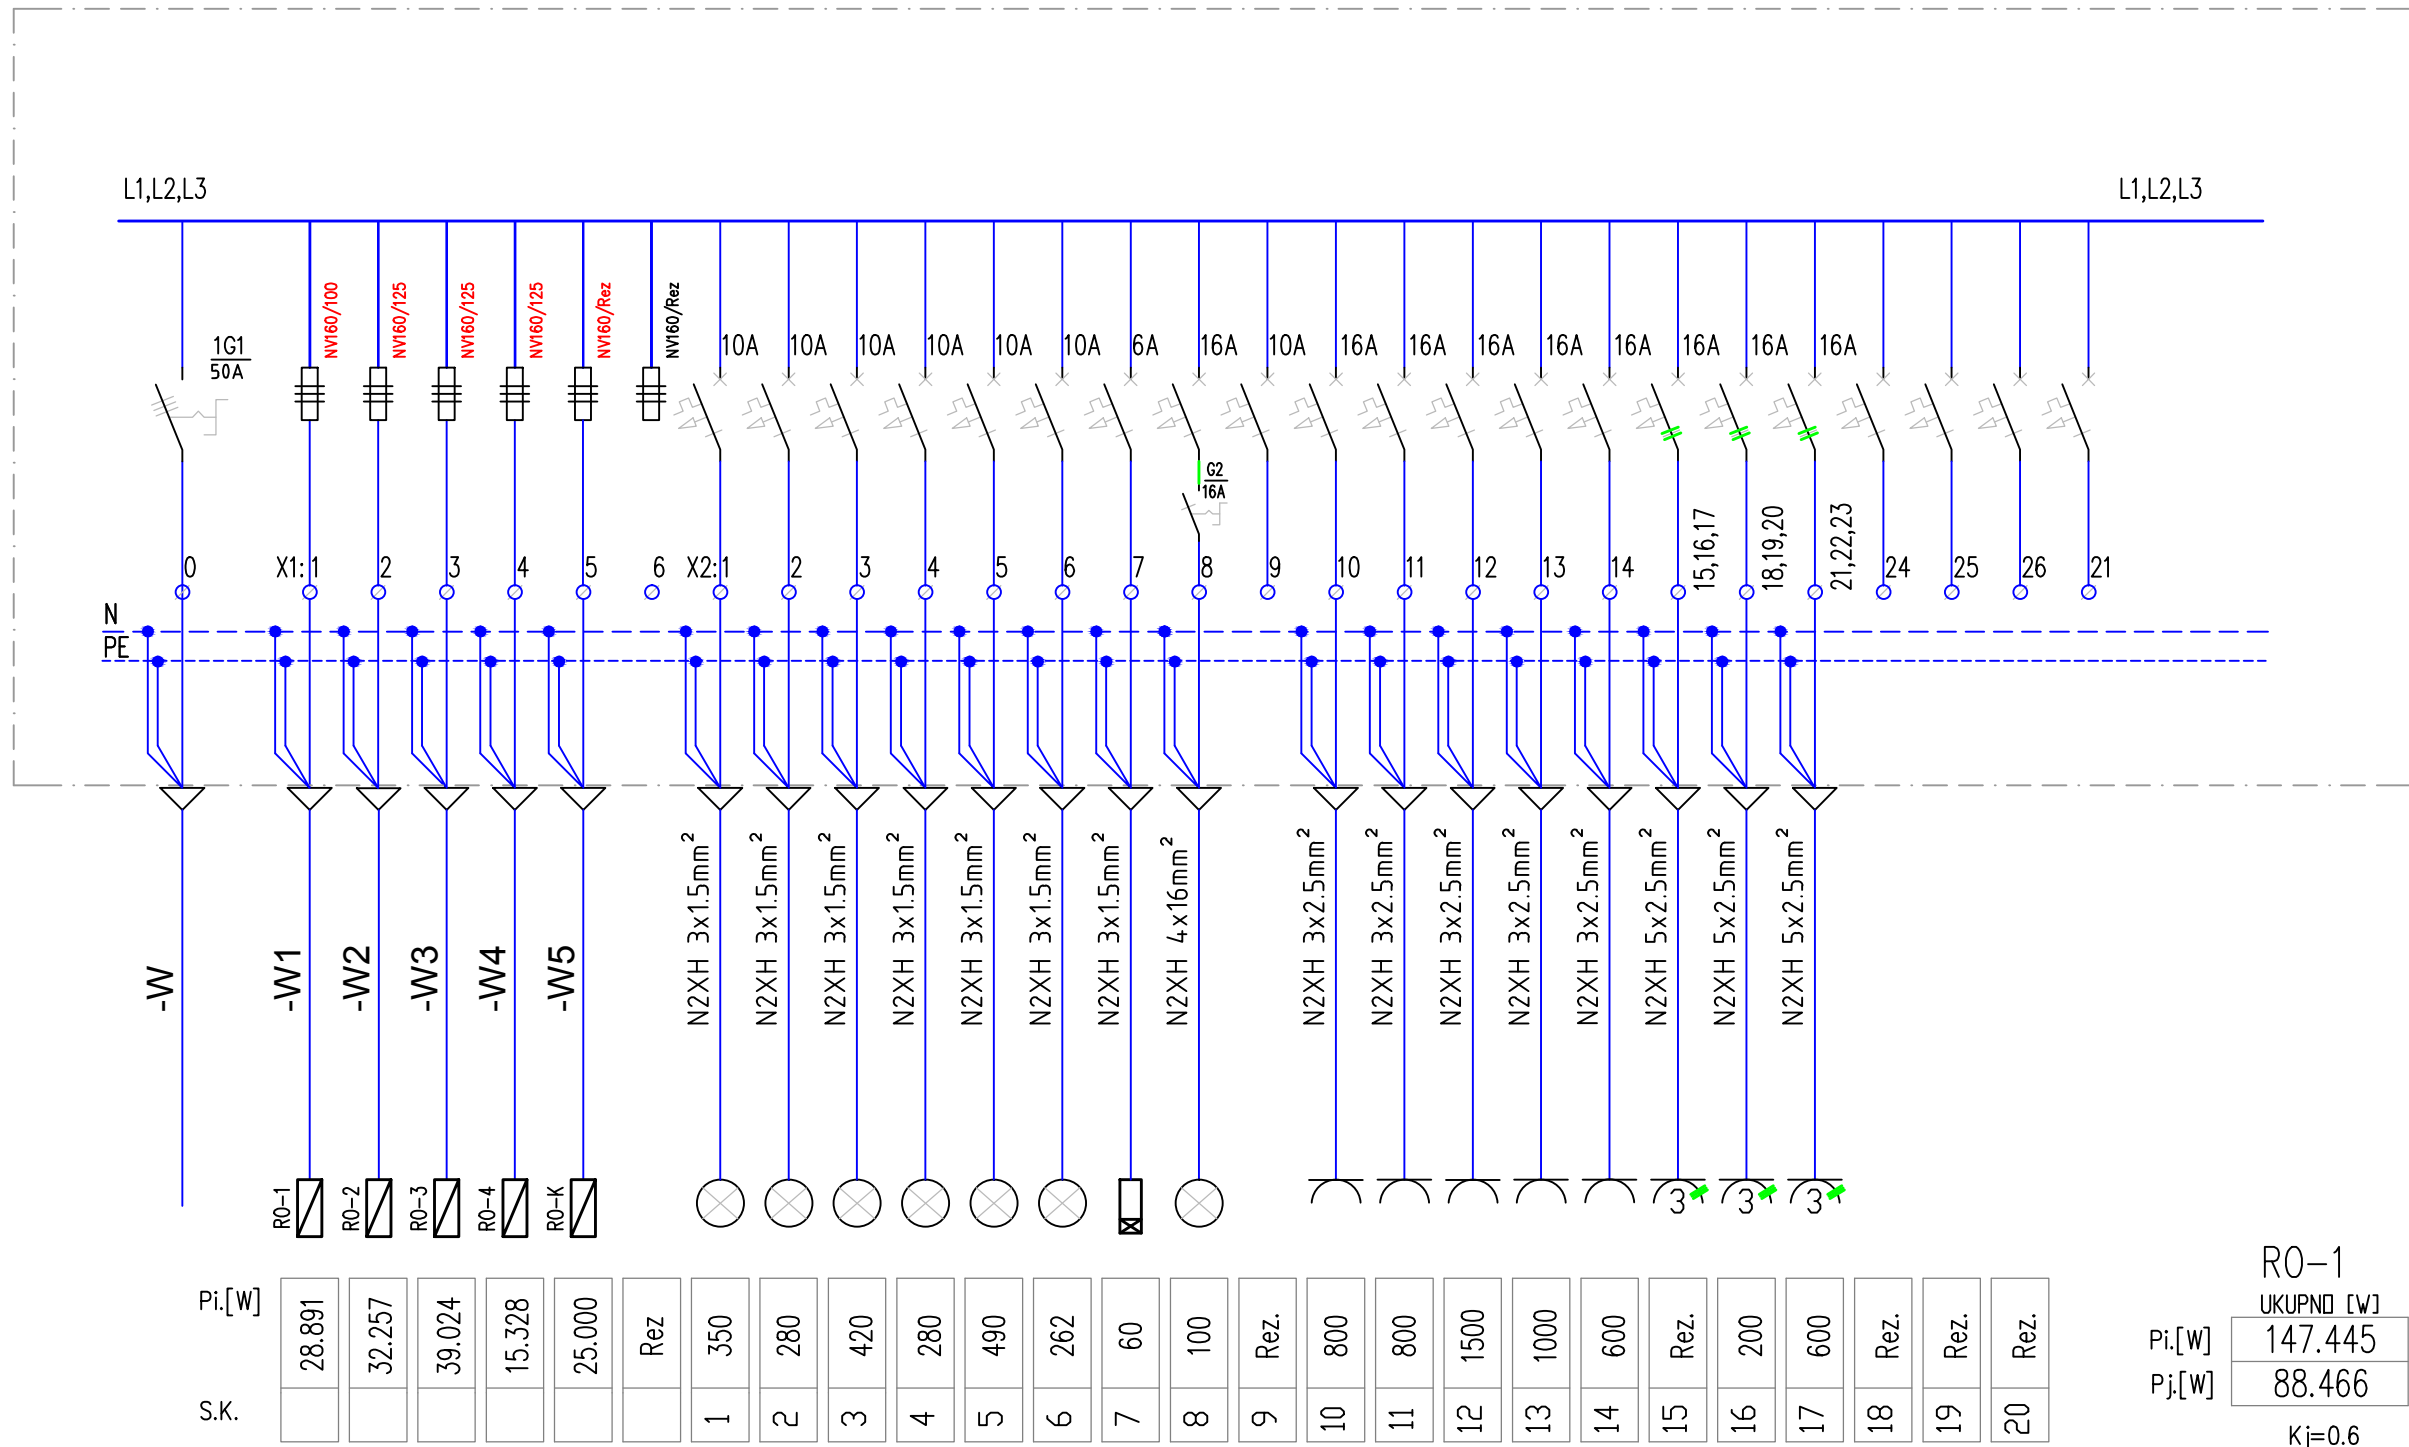 L1,L2,L3 L1,L2,L3
NV160/100 NV160/125 NV160/125 NV160/125 NV160/Rez NV160/Rez
1G1 10A 10A 10A 10A 10A 10A 6A 16A 10A 16A 16A 16A 16A 16A 16A 16A 16A
50A
G2
16A
15,16,17 18,19,20 21,22,23
0 X1:1 2 3 4 5 6 X2:1 2 3 4 5 6 7 8 9 10 11 12 13 14 24 25 26 21
N
PE
N2XH 3x1.5mm² N2XH 3x1.5mm² N2XH 3x1.5mm² N2XH 3x1.5mm² N2XH 3x1.5mm² N2XH 3x1.5mm² N2XH 3x1.5mm² N2XH 4x16mm² N2XH 3x2.5mm² N2XH 3x2.5mm² N2XH 3x2.5mm² N2XH 3x2.5mm² N2XH 3x2.5mm² N2XH 5x2.5mm² N2XH 5x2.5mm² N2XH 5x2.5mm²
-W -W1 -W2 -W3 -W4 -W5
RO-1 RO-2 RO-3 RO-4 RO-K 3 3 3
RO-1
UKUPNO [W]
Pi.[W] 28.891 32.257 39.024 15.328 25.000 Rez 350 280 420 280 490 262 60 100 Rez. 800 800 1500 1000 600 Rez. 200 600 Rez. Rez. Rez.
Pi.[W] 147.445
Pj.[W] 88.466
S.K. 1 2 3 4 5 6 7 8 9 10 11 12 13 14 15 16 17 18 19 20
Kj=0.6